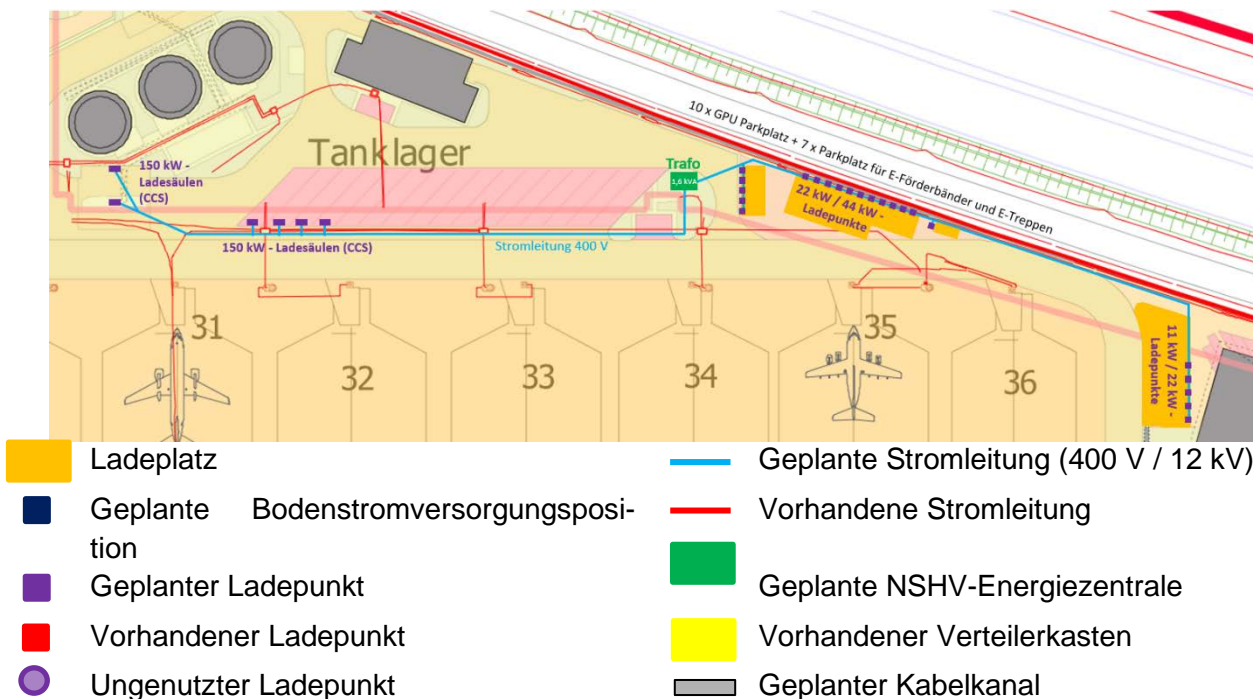 10 x GPU Parkplatz + 7 x Parkplatz für E-Förderbänder und E-Treppen
Tanklager
150 kW -
Ladesäulen
(CCS)
Trafo
1,6 kVA
22 kW / 44 kW -
Ladepunkte
150 kW - Ladesäulen (CCS)
Stromleitung 400 V
11 kW / 22 kW -
Ladepunkte
31
32
33
34
35
36
Ladeplatz
Geplante Bodenstromversorgungsposi-
tion
Geplanter Ladepunkt
Vorhandener Ladepunkt
Ungenutzter Ladepunkt
Geplante Stromleitung (400 V / 12 kV)
Vorhandene Stromleitung
Geplante NSHV-Energiezentrale
Vorhandener Verteilerkasten
Geplanter Kabelkanal